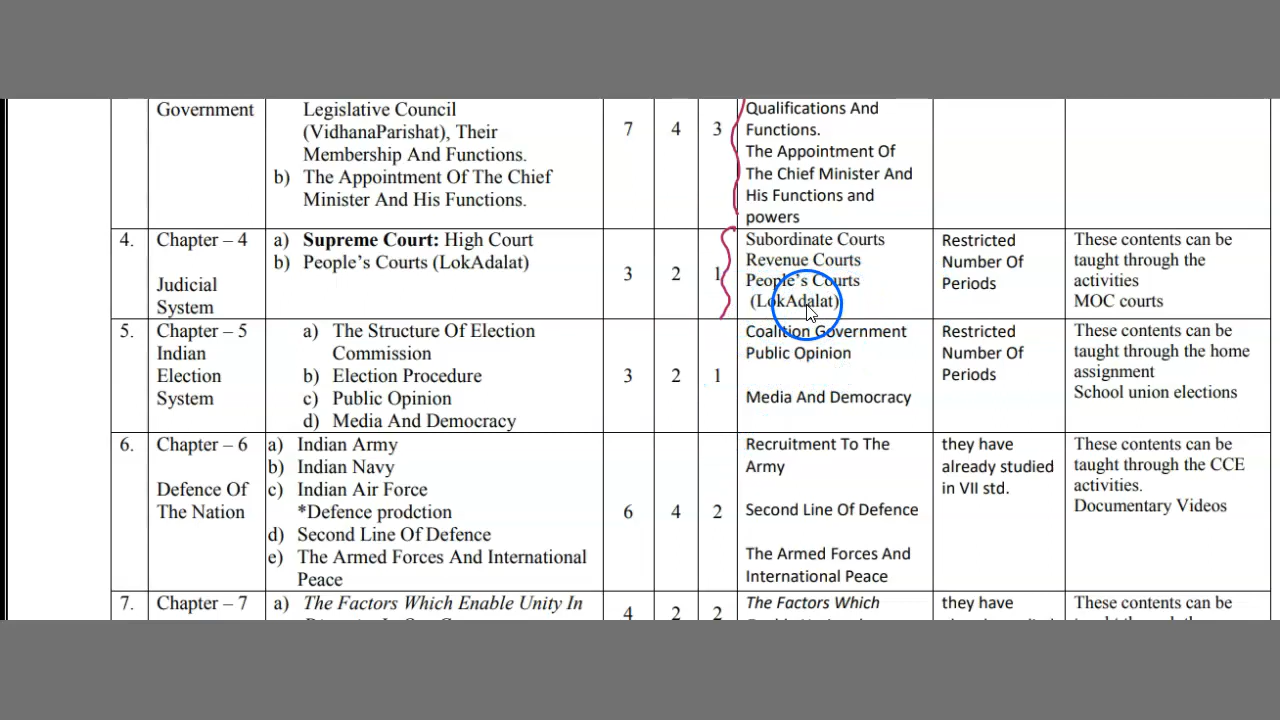 Government
Legislative Council
(VidhanaParishat), Their
Membership And Functions.
b) The Appointment Of The Chief
Minister And His Functions.
7
4
3
Qualifications And
Functions.
The Appointment Of
The Chief Minister And
His Functions and
powers
4.
Chapter – 4
Judicial
System
a) Supreme Court: High Court
b) People's Courts (LokAdalat)
3
2
1
Subordinate Courts
Revenue Courts
People's Courts
(LokAdalat)
Restricted
Number Of
Periods
These contents can be
taught through the
activities
MOC courts
5.
Chapter – 5
Indian
Election
System
a) The Structure Of Election
Commission
b) Election Procedure
c) Public Opinion
d) Media And Democracy
3
2
1
Coalition Government
Public Opinion
Media And Democracy
Restricted
Number Of
Periods
These contents can be
taught through the home
assignment
School union elections
6.
Chapter – 6
Defence Of
The Nation
a) Indian Army
b) Indian Navy
c) Indian Air Force
*Defence prodction
d) Second Line Of Defence
e) The Armed Forces And International
Peace
6
4
2
Recruitment To The
Army
Second Line Of Defence
The Armed Forces And
International Peace
they have
already studied
in VII std.
These contents can be
taught through the CCE
activities.
Documentary Videos
7.
Chapter – 7
a) The Factors Which Enable Unity In
4
2
2
The Factors Which
they have
These contents can be